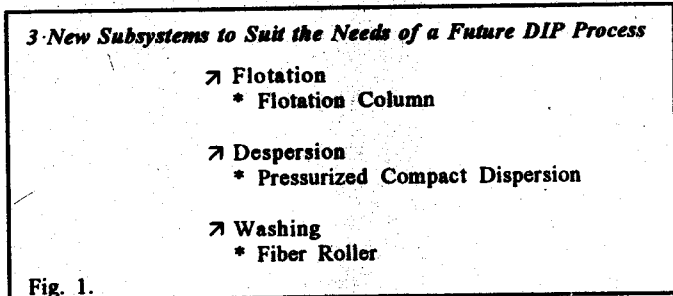 3 New Subsystems to Suit the Needs of a Future DIP Process
↗ Flotation
* Flotation Column
↗ Despersion
* Pressurized Compact Dispersion
↗ Washing
* Fiber Roller
Fig. 1.